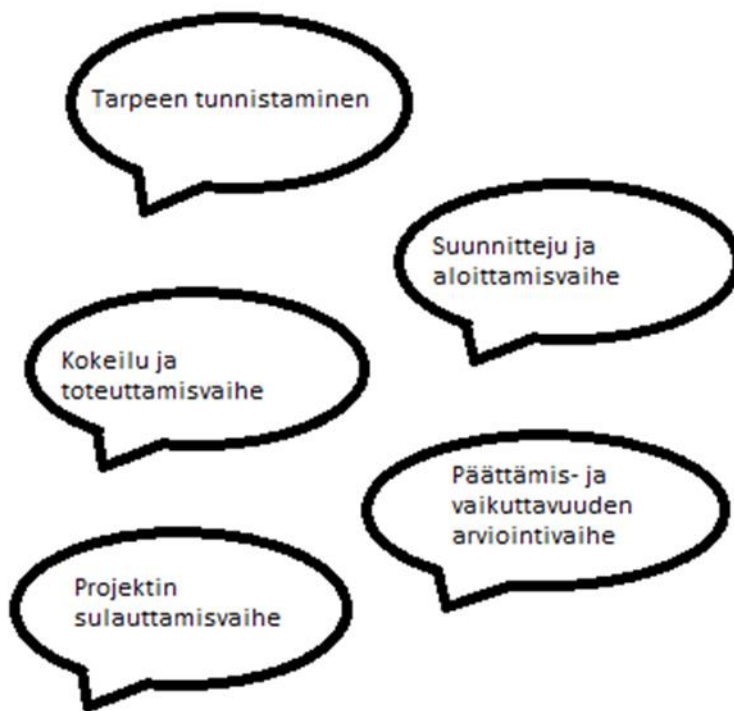 Tarpeen tunnistaminen
Suunnitteju ja
aloittamisvaihe
Kokeilu ja
toteuttamisvaihe
Päättämis- ja
vaikuttavuuden
arviointivaihe
Projektin
sulauttamisvaihe